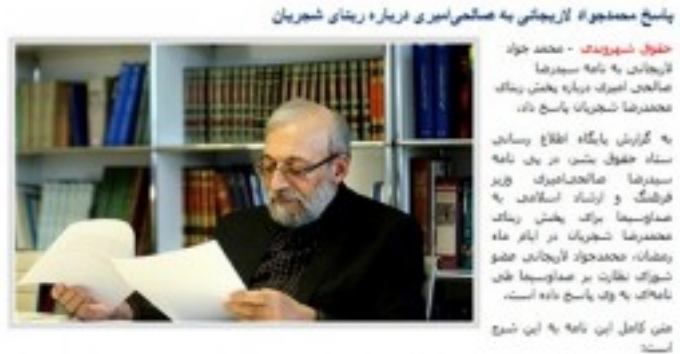 پاسخ محمدجواد لاریجانی به صالحی‌امیری درباره ربنای شجریان
حقوق شهروندی - محمد جواد
لاریجانی به نامه سیدرضا
صالحی امیری درباره پخش ربنای
محمدرضا شجریان پاسخ داد.
به گزارش پایگاه اطلاع رسانی
ستاد حقوق بشر، در پی نامه
سیدرضا صالحی‌امیری وزیر
فرهنگ و ارشاد اسلامی به
صداوسیما برای پخش ربنای
محمدرضا شجریان در ایام ماه
رمضان، محمدجواد لاریجانی عضو
شورای نظارت بر صداوسیما طی
نامه‌ای به وی پاسخ داده است.
متن کامل این نامه به این شرح
است: